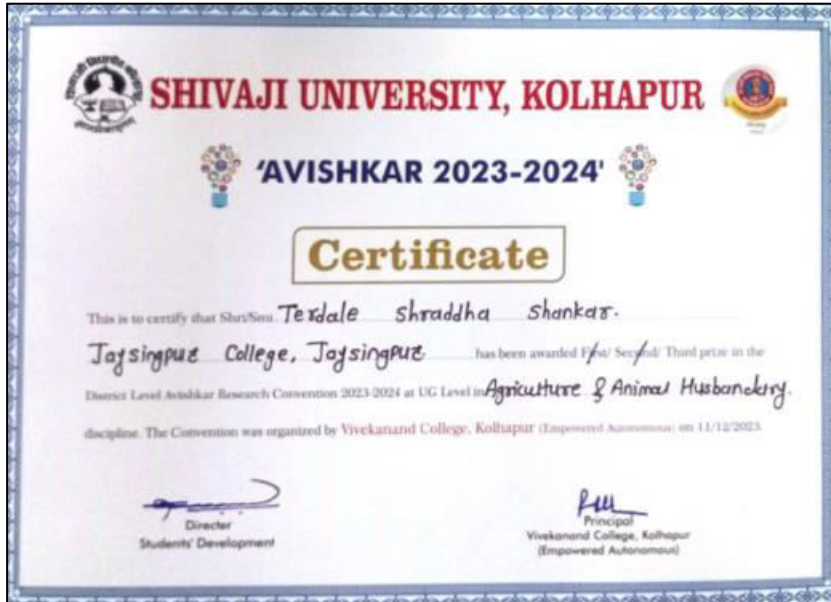 SHIVAJI UNIVERSITY, KOLHAPUR
'AVISHKAR 2023-2024'
Certificate
This is to certify that Shri/Smt. Terdale Shraddha Shankar.
Jaysingpur College, Jaysingpur has been awarded First/ Second/ Third prize in the
District Level Avishkar Research Convention 2023-2024 at UG Level in Agriculture & Animal Husbandry.
discipline. The Convention was organized by Vivekanand College, Kolhapur (Empowered Autonomous) on 11/12/2023.
Director
Students' Development
Principal
Vivekanand College, Kolhapur
(Empowered Autonomous)